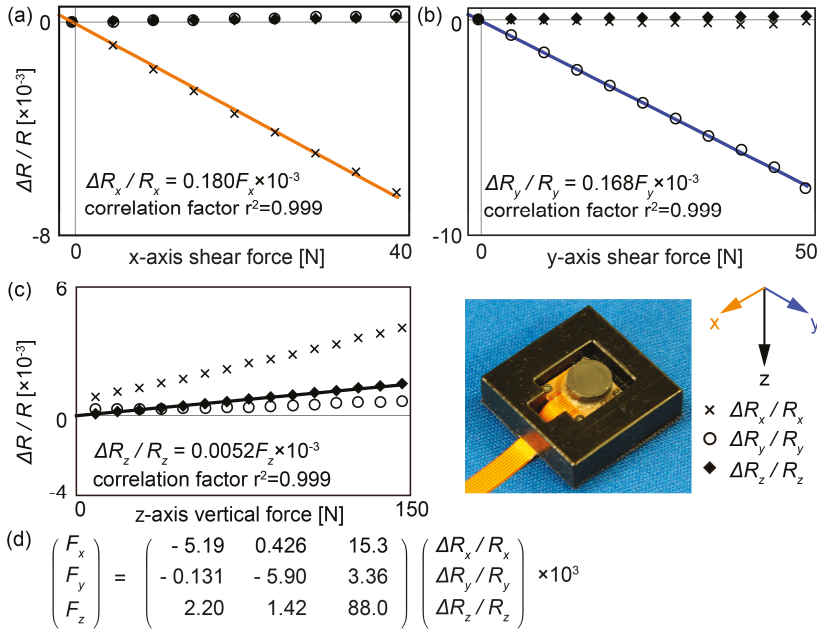 (a)
0
ΔR / R [×10⁻³]
ΔRₓ / Rₓ = 0.180Fₓ×10⁻³
correlation factor r²=0.999
-8
0
x-axis shear force [N]
40
(b)
0
ΔR_y / R_y = 0.168F_y×10⁻³
correlation factor r²=0.999
-10
0
y-axis shear force [N]
50
(c)
6
0
ΔR / R [×10⁻³]
ΔR_z / R_z = 0.0052F_z×10⁻³
correlation factor r²=0.999
-4
0
z-axis vertical force [N]
150
x
y
z
× ΔRₓ / Rₓ
○ ΔR_y / R_y
◆ ΔR_z / R_z
(d)
Fₓ - 5.19 0.426 15.3 ΔRₓ / Rₓ
F_y = - 0.131 - 5.90 3.36 ΔR_y / R_y ×10³
F_z 2.20 1.42 88.0 ΔR_z / R_z